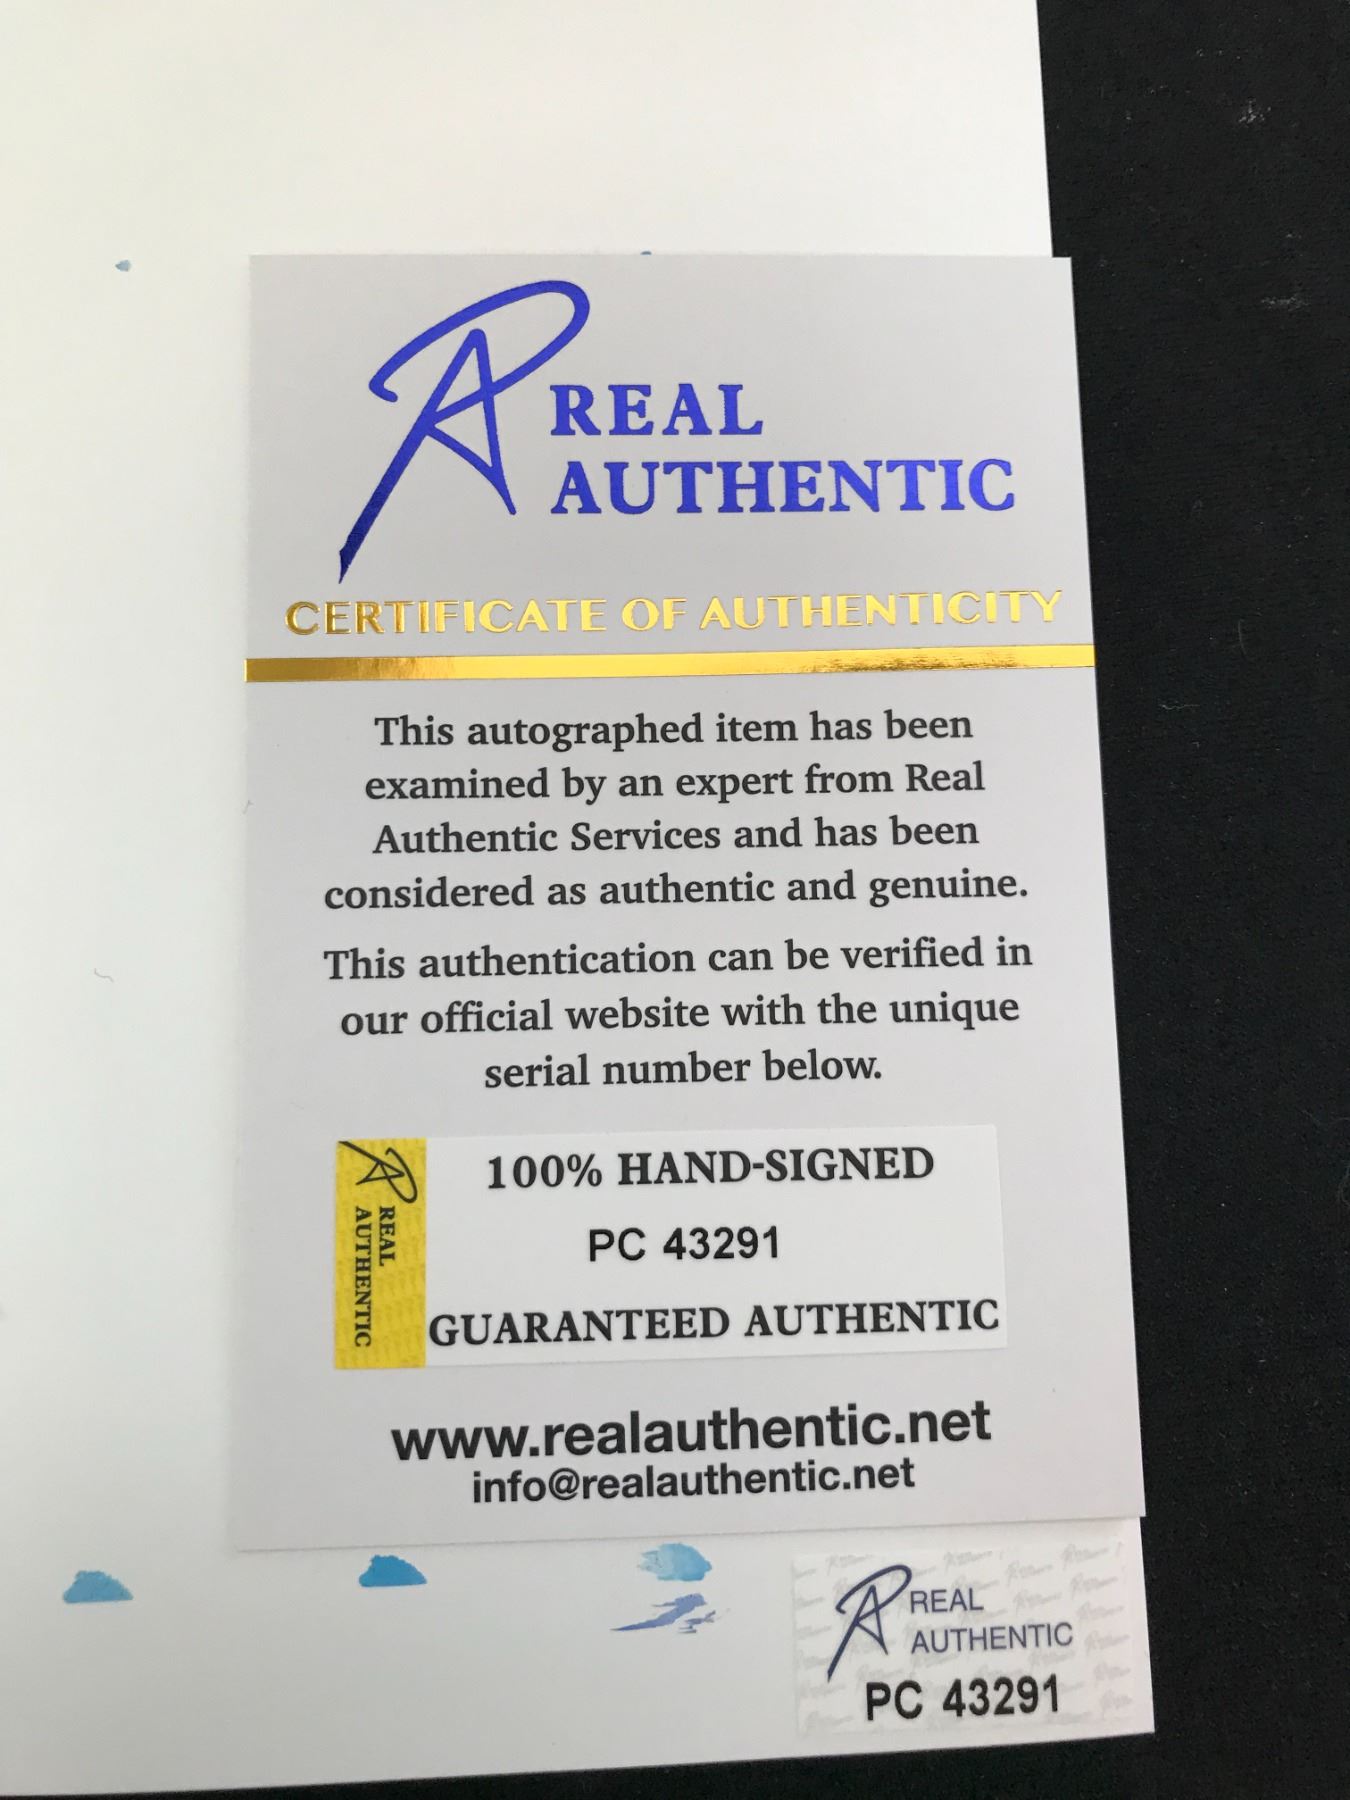 REAL
AUTHENTIC
CERTIFICATE OF AUTHENTICITY
This autographed item has been
examined by an expert from Real
Authentic Services and has been
considered as authentic and genuine.
This authentication can be verified in
our official website with the unique
serial number below.
REAL
AUTHENTIC
100% HAND-SIGNED
PC 43291
GUARANTEED AUTHENTIC
www.realauthentic.net
info@realauthentic.net
REAL
AUTHENTIC
PC 43291